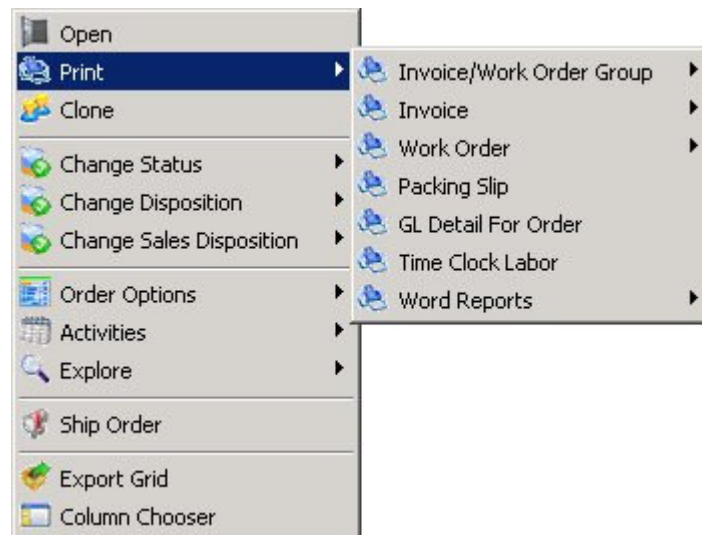 Open
Print
Clone
Change Status
Change Disposition
Change Sales Disposition
Order Options
Activities
Explore
Ship Order
Export Grid
Column Chooser
Invoice/Work Order Group
Invoice
Work Order
Packing Slip
GL Detail For Order
Time Clock Labor
Word Reports